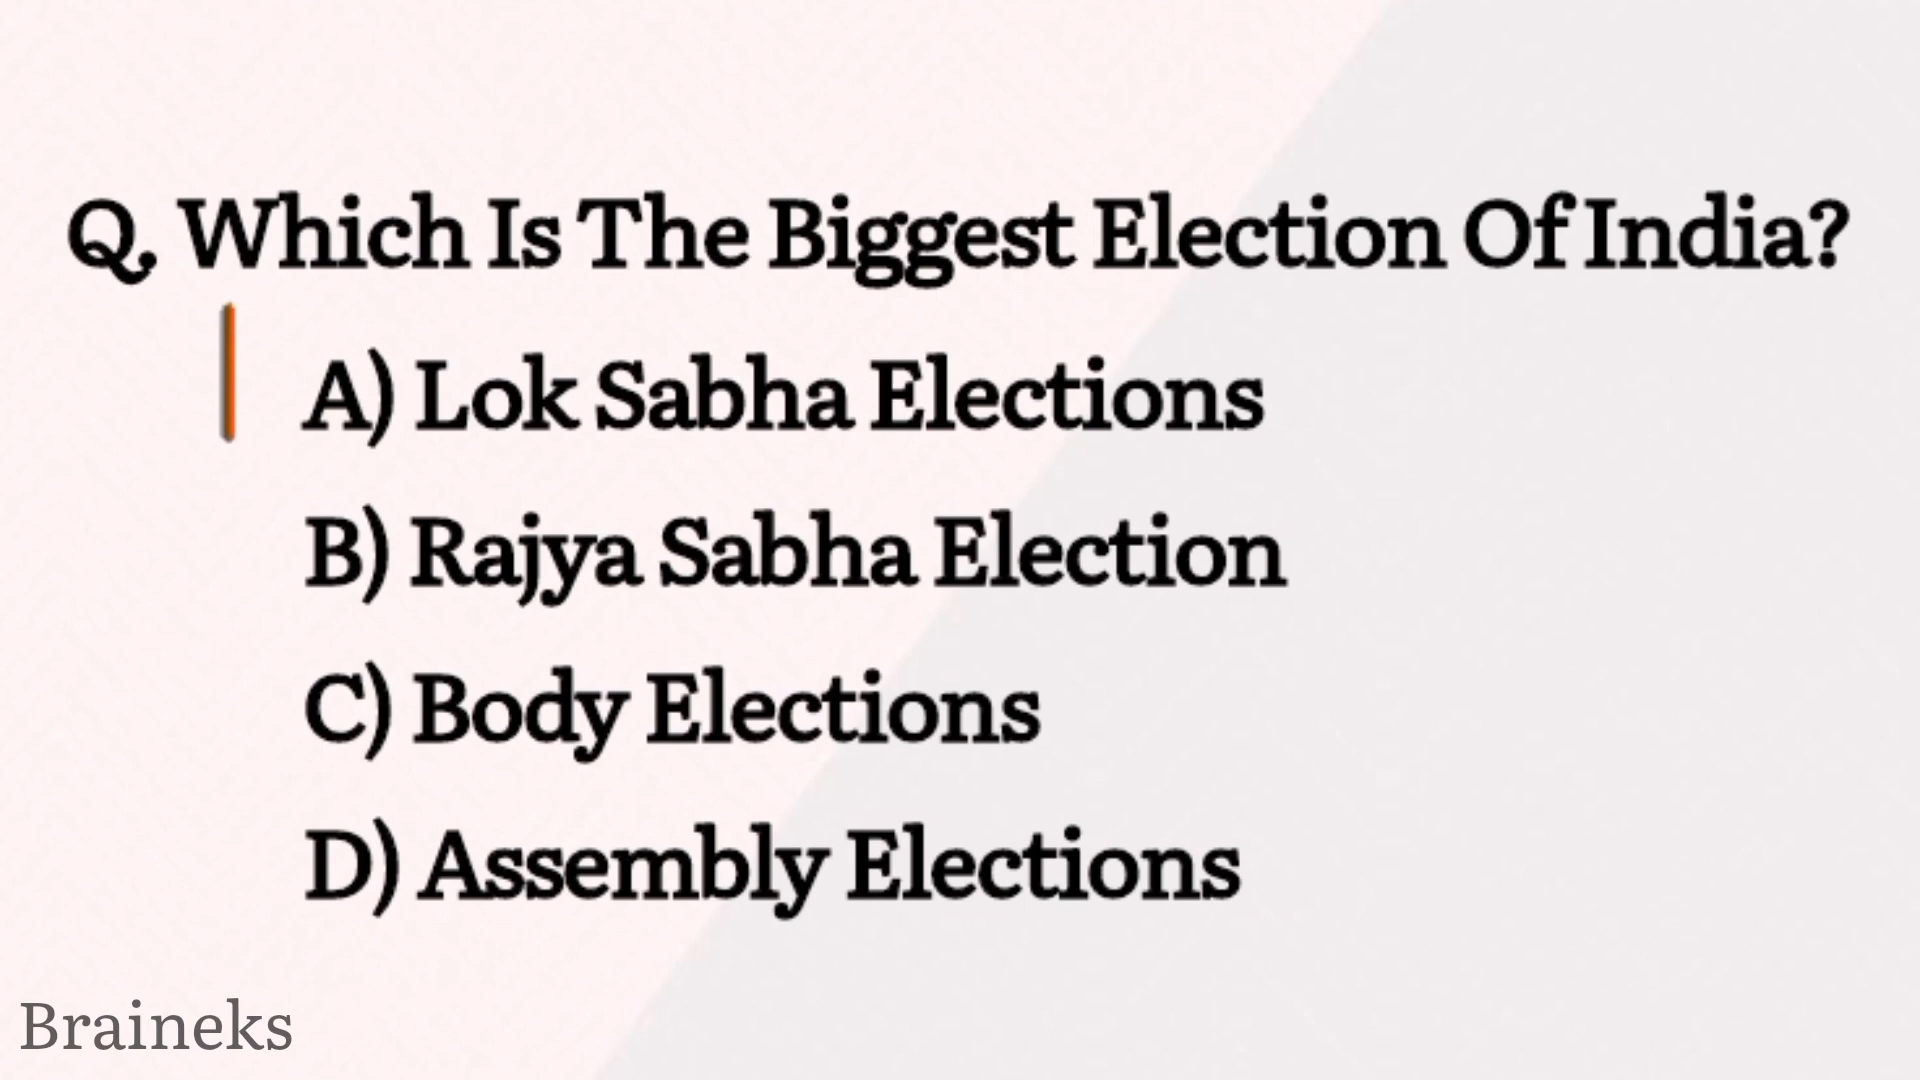 Q. Which Is The Biggest Election Of India?
A) Lok Sabha Elections
B) Rajya Sabha Election
C) Body Elections
D) Assembly Elections
Braineks